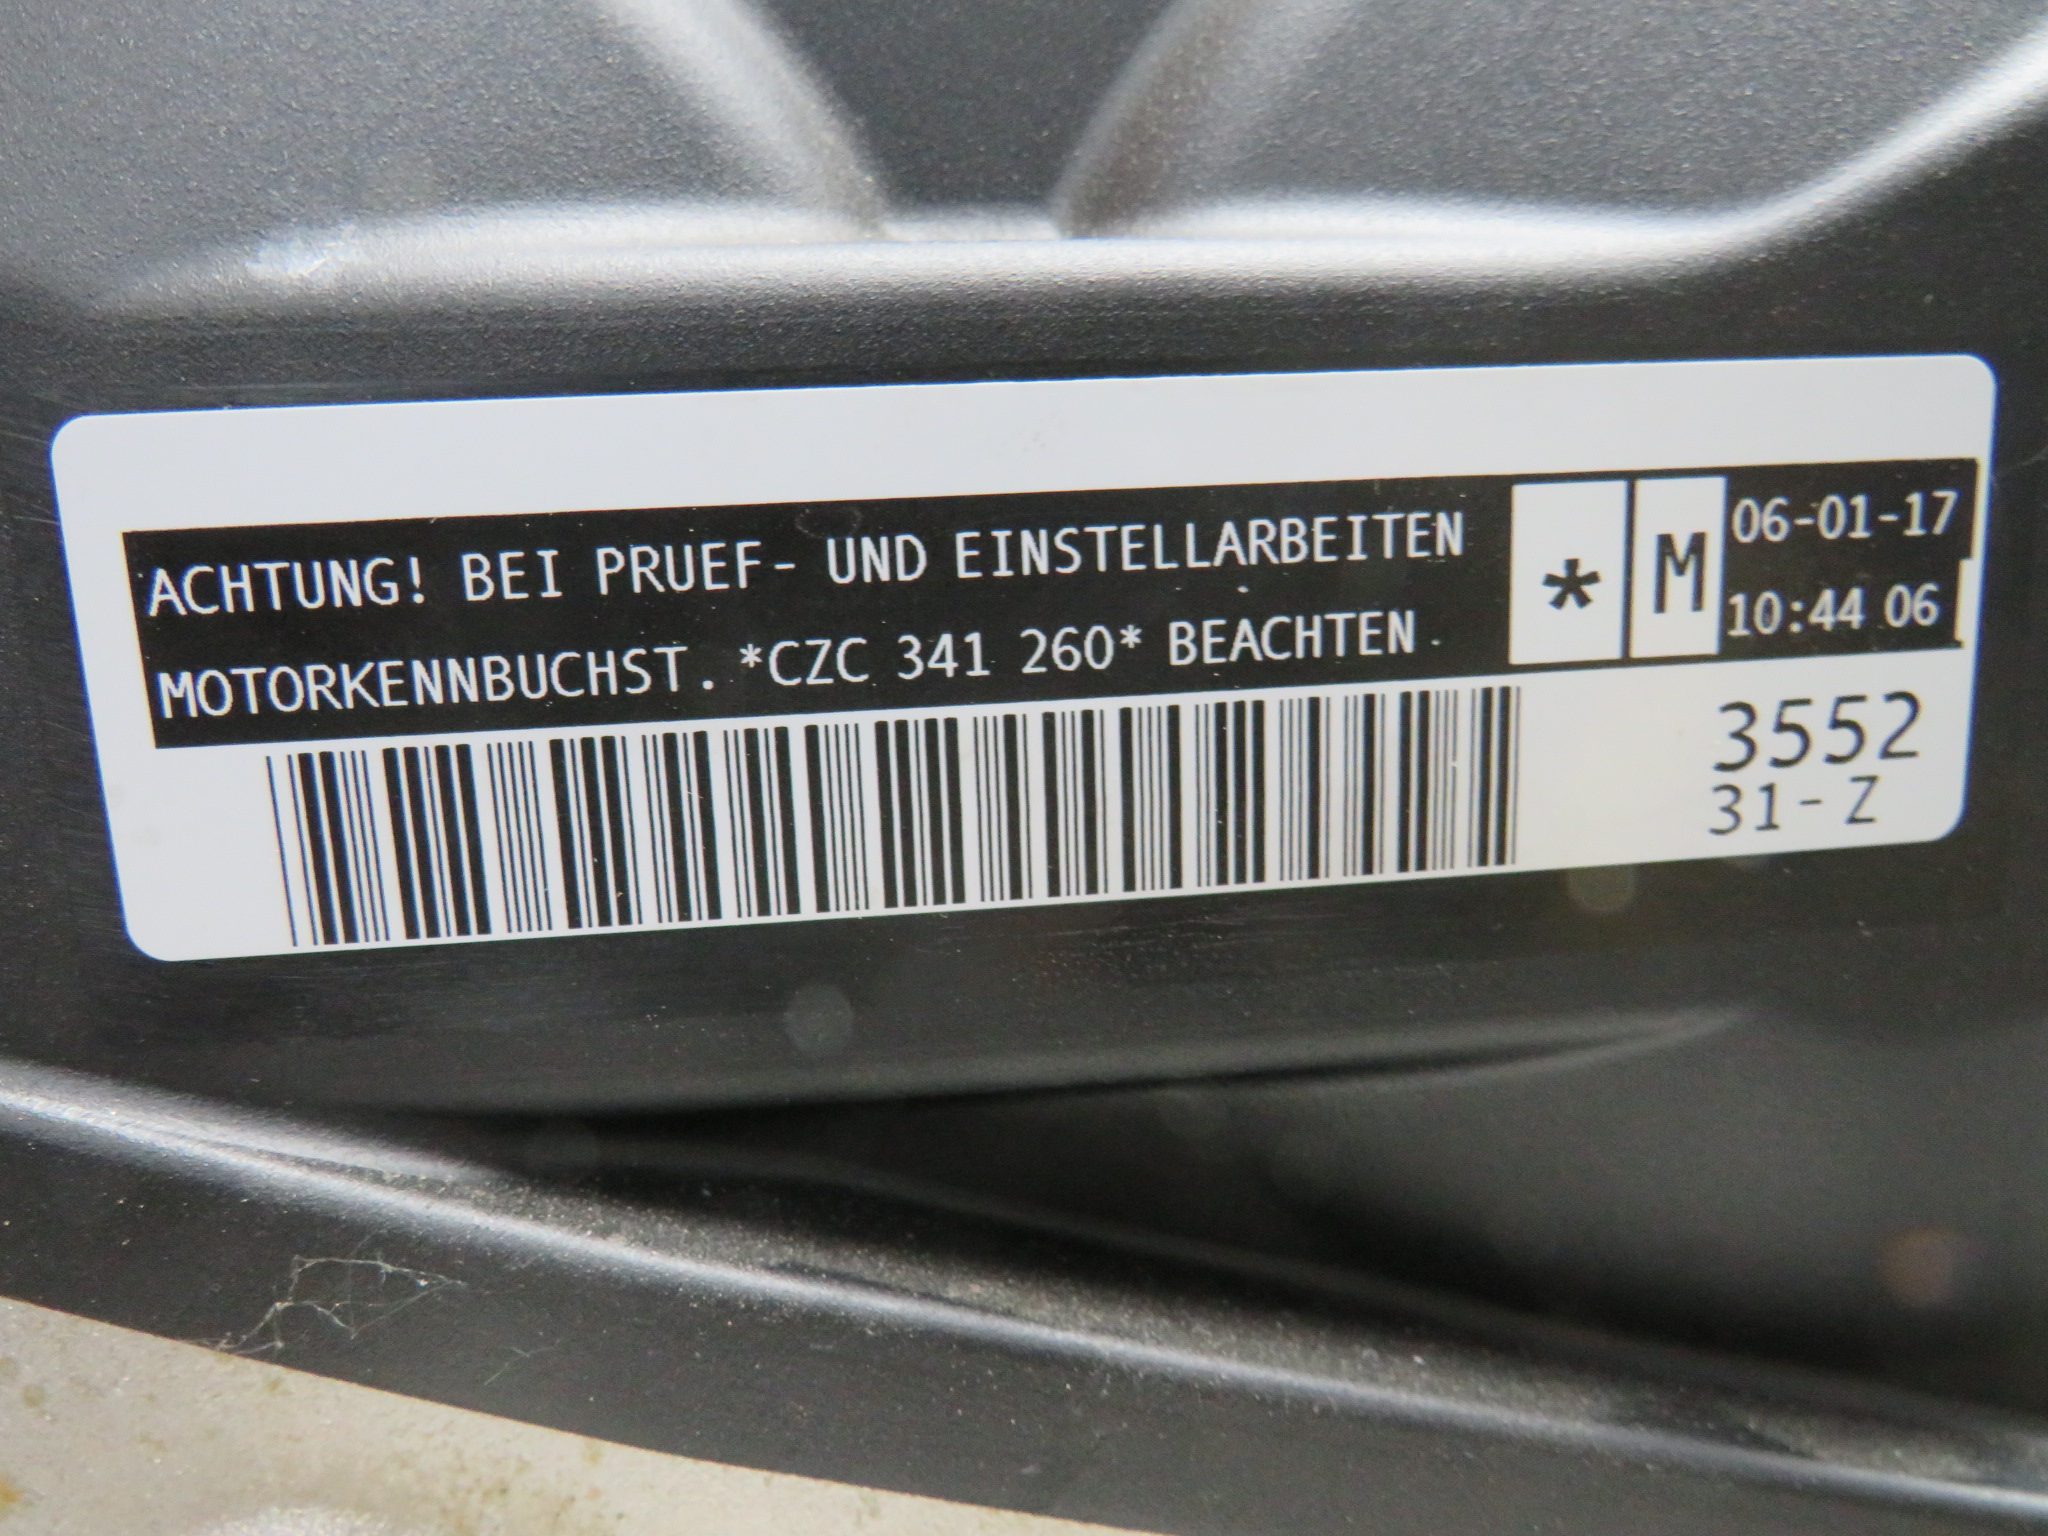 ACHTUNG! BEI PRUEF- UND EINSTELLARBEITEN
MOTORKENNBUCHST. *CZC 341 260* BEACHTEN.
* M
06-01-17
10:44 06
3552
31-Z